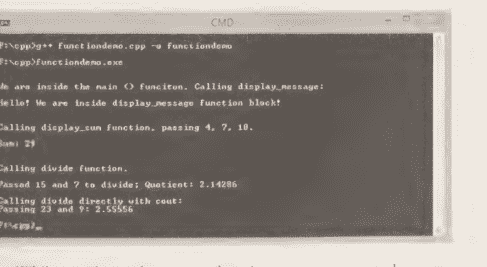 CMD
F:\cpp>g++ functiondemo.cpp -o functiondemo
F:\cpp>functiondemo.exe
We are inside the main () funciton. Calling display_message:
Hello! We are inside display_message function block!
Calling display_sum function, passing 4, 7, 18.
Sum: 29
Calling divide function.
Passed 15 and 7 to divide; Quotient: 2.14286
Calling divide directly with cout:
Passing 23 and 9: 2.55556
F:\cpp>